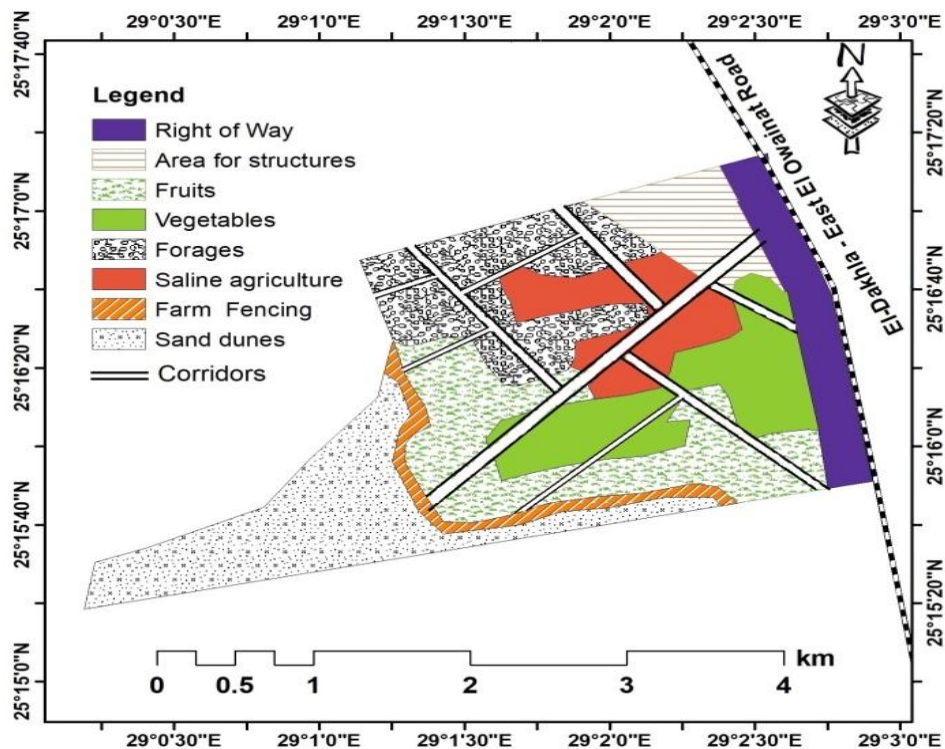 29°0'30"E 29°1'0"E 29°1'30"E 29°2'0"E 29°2'30"E 29°3'0"E
25°17'40"N
25°17'0"N
25°16'20"N
25°15'40"N
25°15'0"N
Legend
Right of Way
Area for structures
Fruits
Vegetables
Forages
Saline agriculture
Farm Fencing
Sand dunes
Corridors
N
El-Dakhla - East El Owainat Road
25°17'20"N
25°16'40"N
25°16'0"N
25°15'20"N
km
0 0.5 1 2 3 4
29°0'30"E 29°1'0"E 29°1'30"E 29°2'0"E 29°2'30"E 29°3'0"E